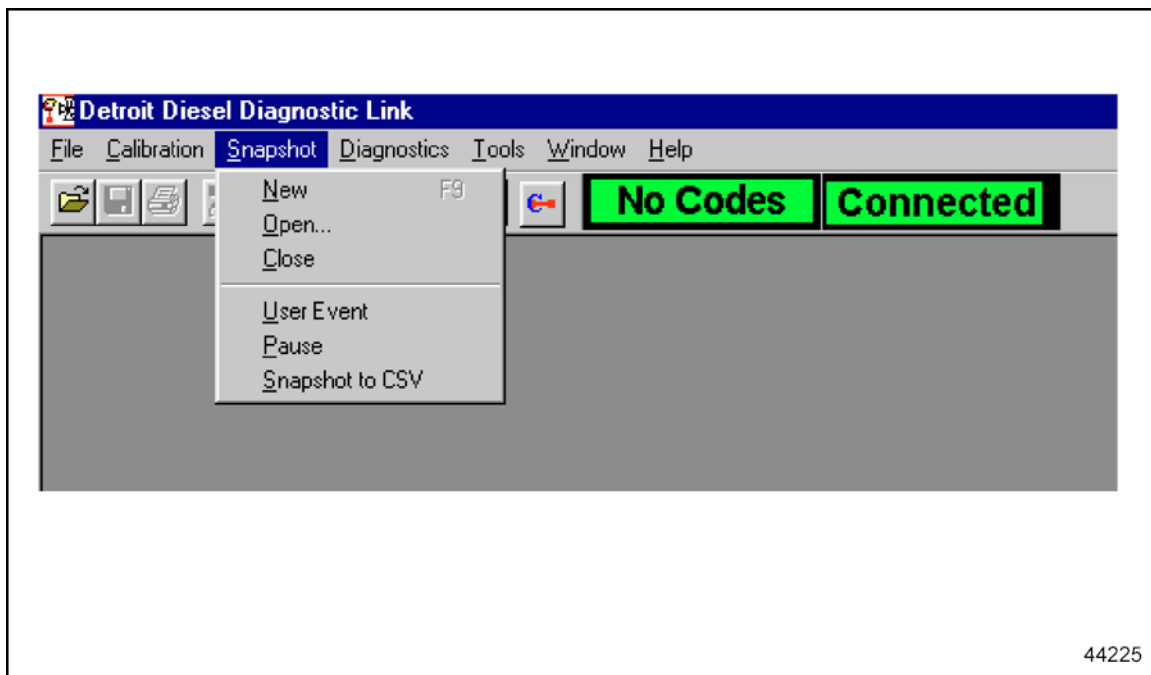 Detroit Diesel Diagnostic Link
File Calibration Snapshot Diagnostics Tools Window Help
No Codes Connected
New F9
Open...
Close
User Event
Pause
Snapshot to CSV
44225